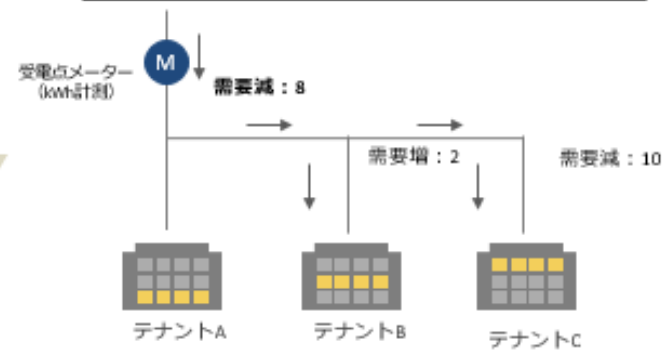 M
受電点メーター
(kWh計測)
需要減：8
需要増：2
需要減：10
テナントA
テナントB
テナントC